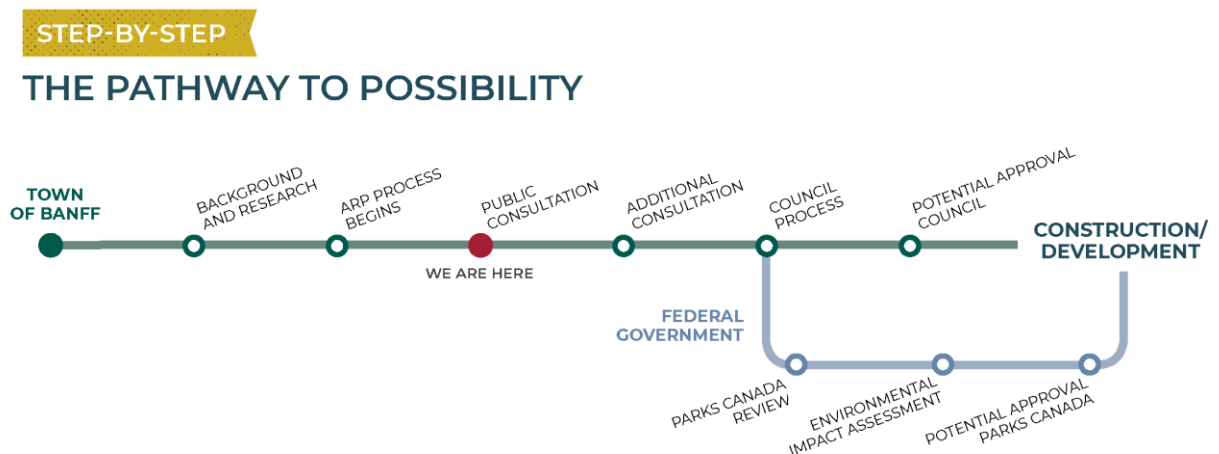 STEP-BY-STEP
THE PATHWAY TO POSSIBILITY
TOWN
OF BANFF
BACKGROUND
AND RESEARCH
ARP PROCESS
BEGINS
PUBLIC
CONSULTATION
WE ARE HERE
ADDITIONAL
CONSULTATION
COUNCIL
PROCESS
POTENTIAL APPROVAL
COUNCIL
CONSTRUCTION/
DEVELOPMENT
FEDERAL
GOVERNMENT
PARKS CANADA
REVIEW
ENVIRONMENTAL
IMPACT ASSESSMENT
POTENTIAL APPROVAL
PARKS CANADA